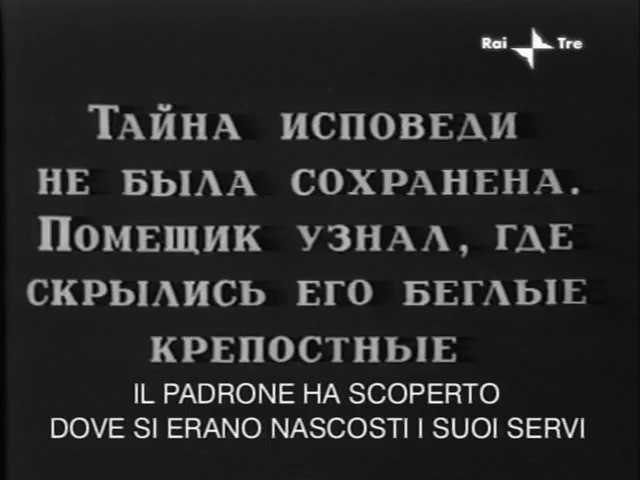 Rai Tre
Тайна исповеди
не была сохранена.
Помещик узнал, где
скрылись его беглые
крепостные
IL PADRONE HA SCOPERTO
DOVE SI ERANO NASCOSTI I SUOI SERVI